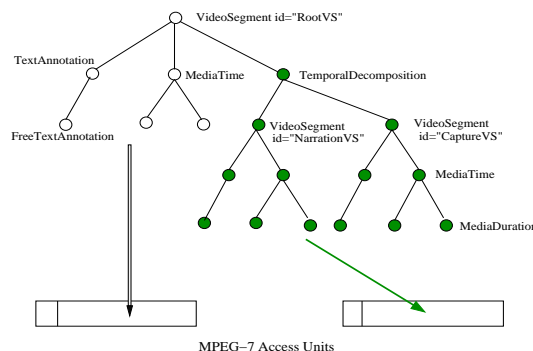 VideoSegment id="RootVS"
TextAnnotation
MediaTime
TemporalDecomposition
FreeTextAnnotation
VideoSegment
id="NarrationVS"
VideoSegment
id="CaptureVS"
MediaTime
MediaDuration
MPEG−7 Access Units